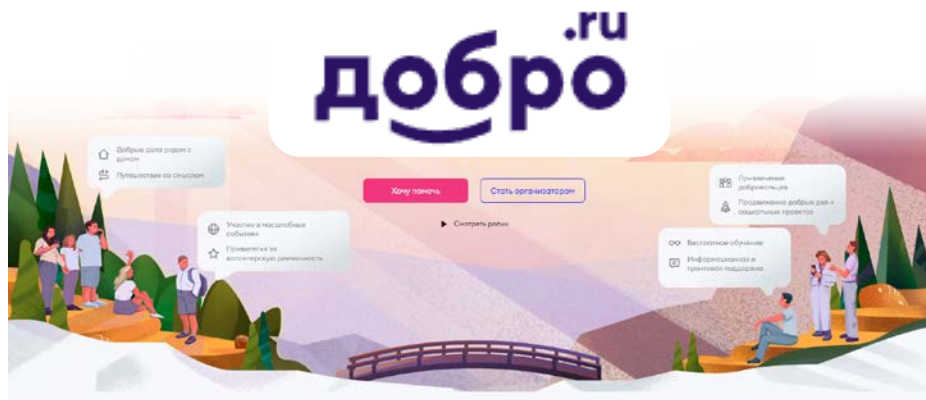 .ru
добро
Добрые дела рядом с
домом
Путешествия со смыслом
Хочу помочь
Стать организатором
Смотреть ролик
Участие в масштабных
событиях
Привилегии за
волонтерскую деятельность
Привлечение
добровольцев
Продвижение добрых дел и
социальных проектов
Бесплатное обучение
Информационная и
грантовая поддержка